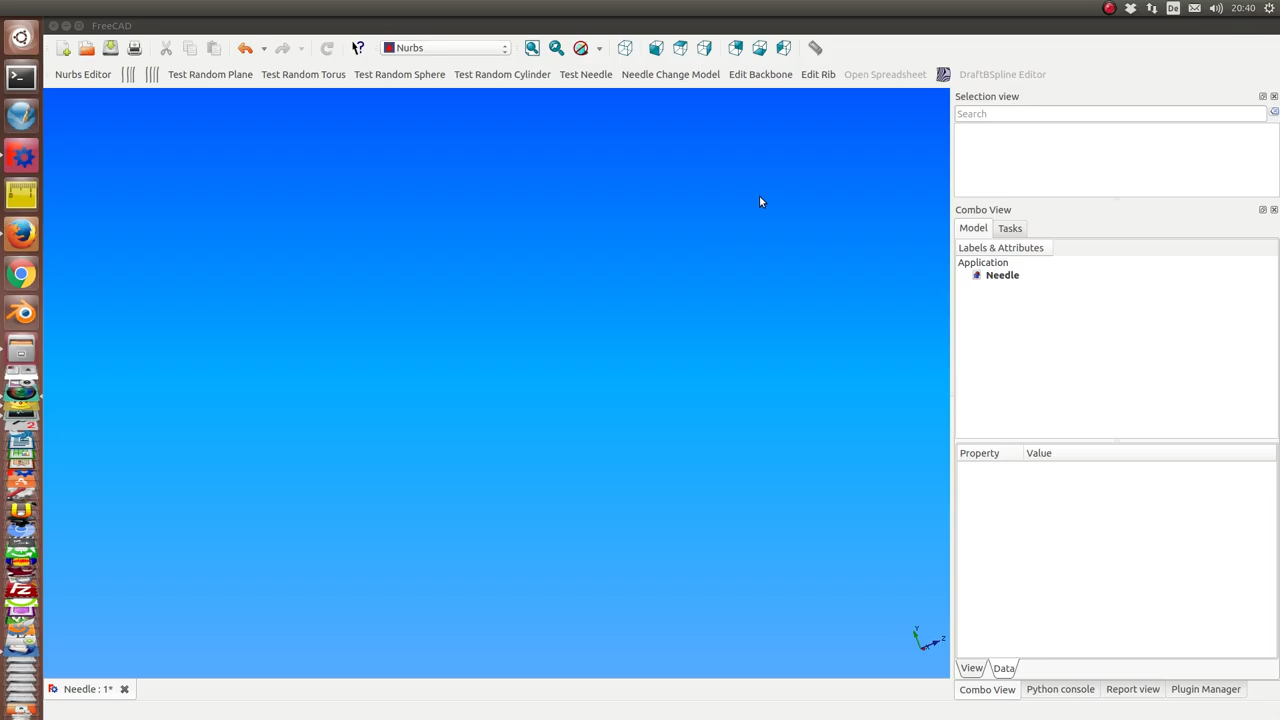 De
20:40
FreeCAD
Nurbs
Nurbs Editor Test Random Plane Test Random Torus Test Random Sphere Test Random Cylinder Test Needle Needle Change Model Edit Backbone Edit Rib Open Spreadsheet DraftBSpline Editor
Selection view
Search
Combo View
Model Tasks
Labels & Attributes
Application
Needle
Property Value
Y
Z
View Data
Needle : 1*
Combo View Python console Report view Plugin Manager